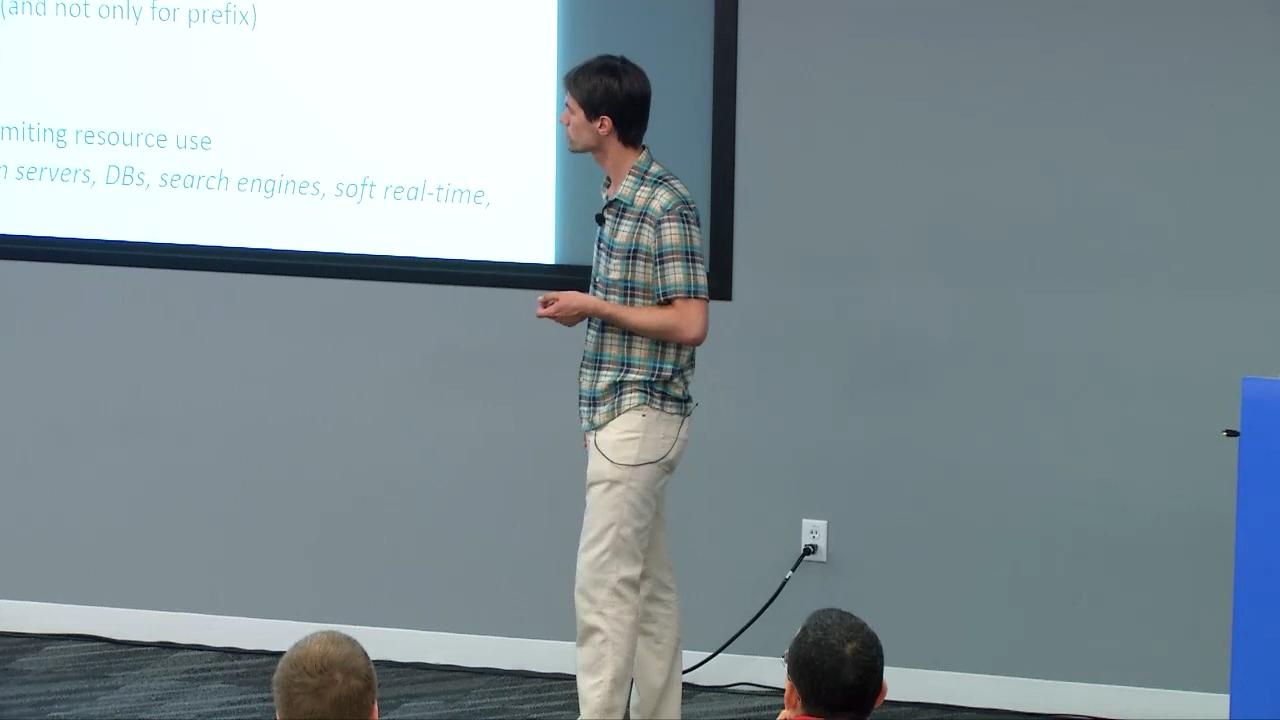 (and not only for prefix)
miting resource use
servers, DBs, search engines, soft real-time,